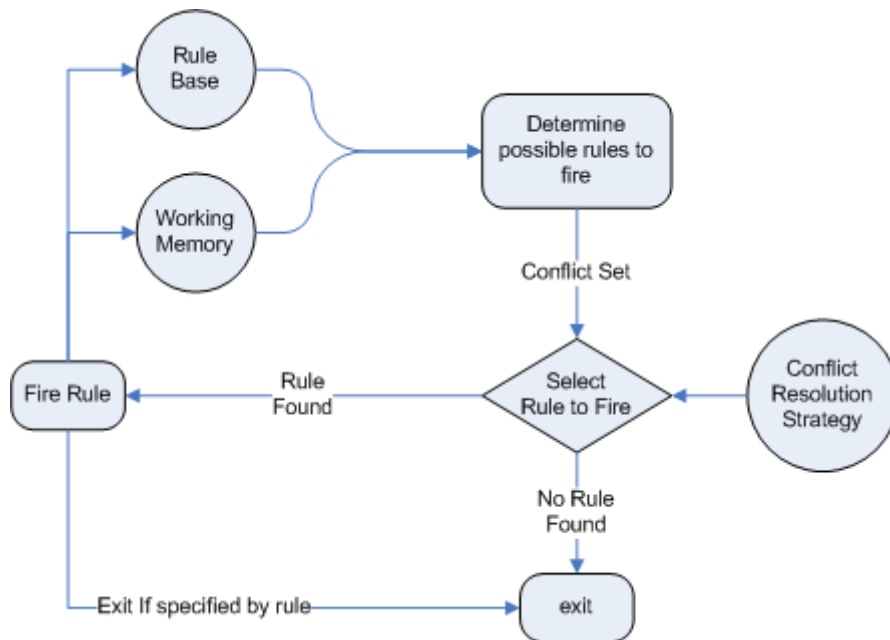 Rule
Base
Determine
possible rules to
fire
Working
Memory
Conflict Set
Conflict
Resolution
Strategy
Select
Rule to Fire
Rule
Found
Fire Rule
No Rule
Found
Exit If specified by rule
exit